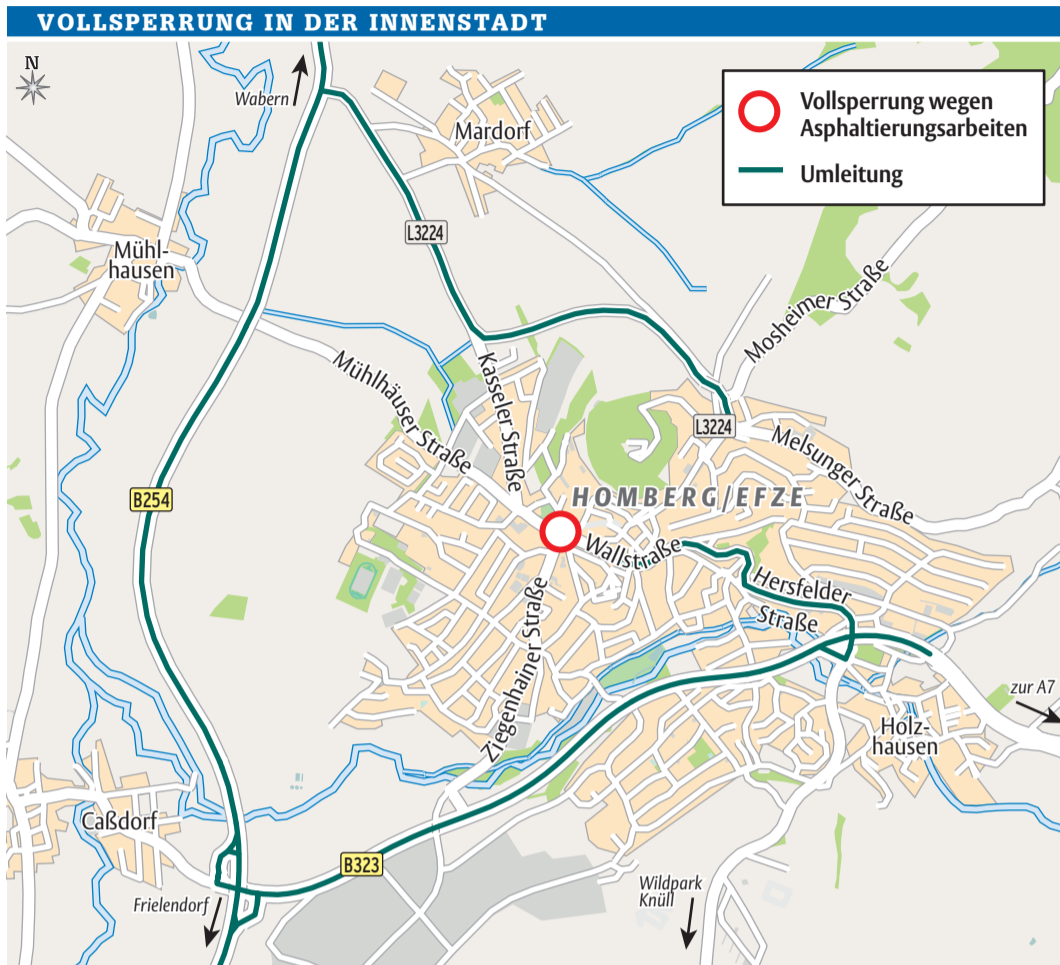 VOLLSPERRUNG IN DER INNENSTADT
N
Wabern
Mardorf
Vollsperrung wegen
Asphaltierungsarbeiten
Umleitung
L3224
Mühl-
hausen
Mosheimer Straße
Mühlhäuser Straße
Kasseler Straße
L3224
Melsunger Straße
B254
HOMBERG/EFZE
Wallstraße
Hersfelder
Straße
Ziegenhainer Straße
zur A7
Holz-
hausen
Caßdorf
B323
Frielendorf
Wildpark
Knüll